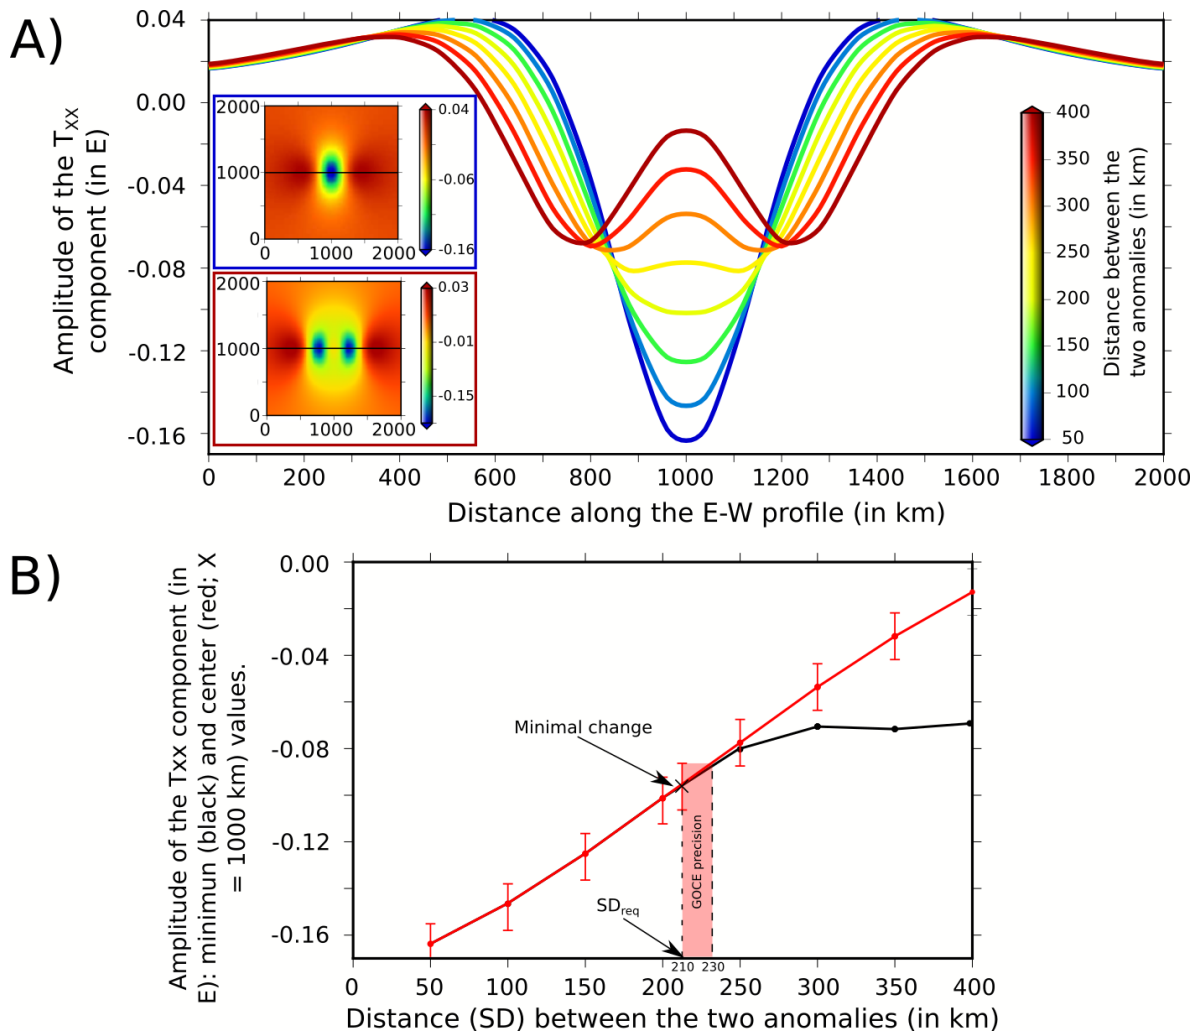 A)
Amplitude of the TXX
component (in E)
0.04
0.00
-0.04
-0.08
-0.12
-0.16
2000
1000
0
0 1000 2000
0.04
-0.06
-0.16
2000
1000
0
0 1000 2000
0.03
-0.01
-0.15
400
350
300
250
200
150
100
50
Distance between the
two anomalies (in km)
0 200 400 600 800 1000 1200 1400 1600 1800 2000
Distance along the E-W profile (in km)
B)
Amplitude of the Txx component (in
E): minimun (black) and center (red; X
= 1000 km) values.
0.00
-0.04
-0.08
-0.12
-0.16
Minimal change
SDreq
GOCE precision
210 230
0 50 100 150 200 250 300 350 400
Distance (SD) between the two anomalies (in km)